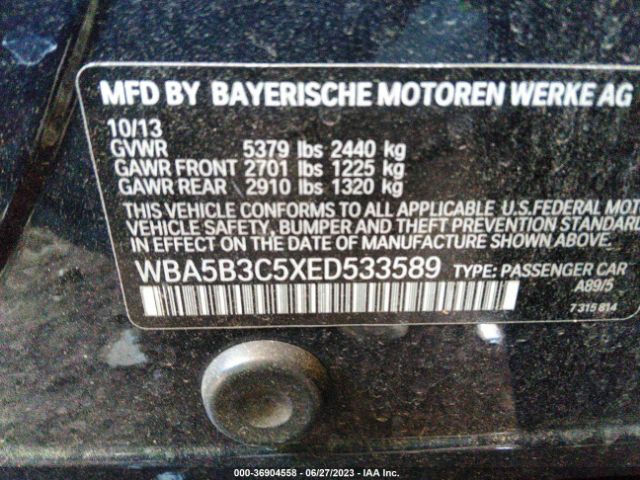 MFD BY BAYERISCHE MOTOREN WERKE AG
10/13
GVWR 5379 lbs 2440 kg
GAWR FRONT 2701 lbs 1225 kg
GAWR REAR 2910 lbs 1320 kg
THIS VEHICLE CONFORMS TO ALL APPLICABLE U.S. FEDERAL MOT
VEHICLE SAFETY, BUMPER AND THEFT PREVENTION STANDARD
IN EFFECT ON THE DATE OF MANUFACTURE SHOWN ABOVE.
WBA5B3C5XED533589 TYPE: PASSENGER CAR
A89/5
7 315 814
000-36904558 - 06/27/2023 - IAA Inc.